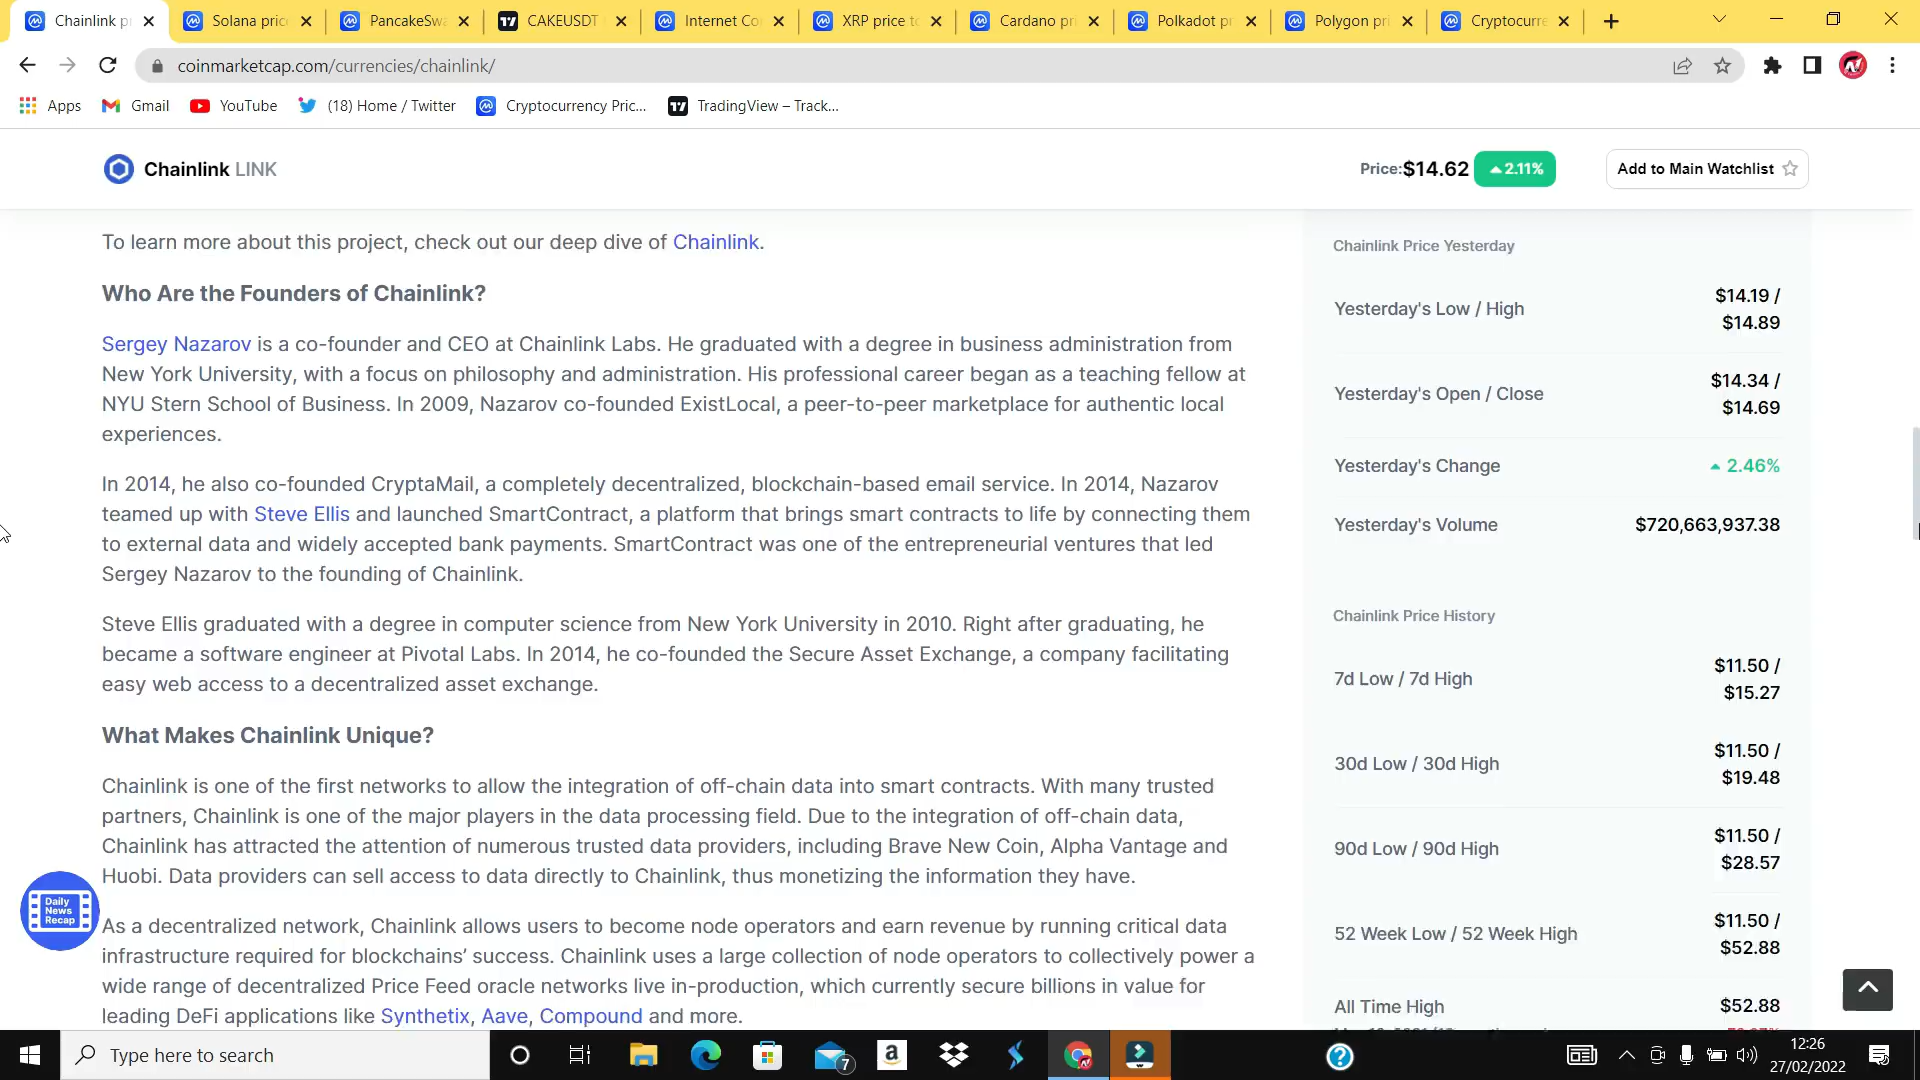 Chainlink p
Solana pric
PancakeSwa
CAKEUSDT
Internet Co
XRP price to
Cardano pr
Polkadot pr
Polygon pri
Cryptocurre
coinmarketcap.com/currencies/chainlink/
Apps
Gmail
YouTube
(18) Home / Twitter
Cryptocurrency Pric...
TradingView – Track...
Chainlink LINK
Price:$14.62
2.11%
Add to Main Watchlist
To learn more about this project, check out our deep dive of Chainlink.
Who Are the Founders of Chainlink?
Sergey Nazarov is a co-founder and CEO at Chainlink Labs. He graduated with a degree in business administration from
New York University, with a focus on philosophy and administration. His professional career began as a teaching fellow at
NYU Stern School of Business. In 2009, Nazarov co-founded ExistLocal, a peer-to-peer marketplace for authentic local
experiences.
In 2014, he also co-founded CryptaMail, a completely decentralized, blockchain-based email service. In 2014, Nazarov
teamed up with Steve Ellis and launched SmartContract, a platform that brings smart contracts to life by connecting them
to external data and widely accepted bank payments. SmartContract was one of the entrepreneurial ventures that led
Sergey Nazarov to the founding of Chainlink.
Steve Ellis graduated with a degree in computer science from New York University in 2010. Right after graduating, he
became a software engineer at Pivotal Labs. In 2014, he co-founded the Secure Asset Exchange, a company facilitating
easy web access to a decentralized asset exchange.
What Makes Chainlink Unique?
Chainlink is one of the first networks to allow the integration of off-chain data into smart contracts. With many trusted
partners, Chainlink is one of the major players in the data processing field. Due to the integration of off-chain data,
Chainlink has attracted the attention of numerous trusted data providers, including Brave New Coin, Alpha Vantage and
Huobi. Data providers can sell access to data directly to Chainlink, thus monetizing the information they have.
As a decentralized network, Chainlink allows users to become node operators and earn revenue by running critical data
infrastructure required for blockchains’ success. Chainlink uses a large collection of node operators to collectively power a
wide range of decentralized Price Feed oracle networks live in-production, which currently secure billions in value for
leading DeFi applications like Synthetix, Aave, Compound and more.
Daily
News
Recap
Chainlink Price Yesterday
Yesterday's Low / High
$14.19 /
$14.89
Yesterday's Open / Close
$14.34 /
$14.69
Yesterday's Change
2.46%
Yesterday's Volume
$720,663,937.38
Chainlink Price History
7d Low / 7d High
$11.50 /
$15.27
30d Low / 30d High
$11.50 /
$19.48
90d Low / 90d High
$11.50 /
$28.57
52 Week Low / 52 Week High
$11.50 /
$52.88
All Time High
$52.88
Type here to search
7
12:26
27/02/2022